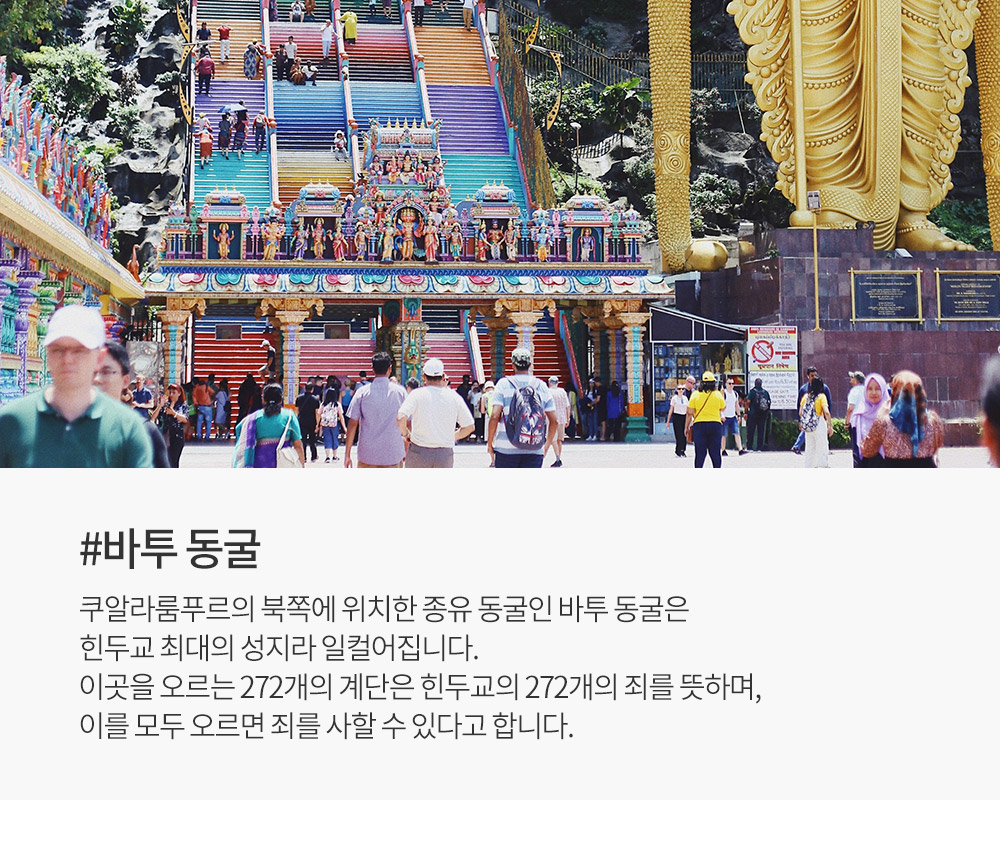 #바투 동굴
쿠알라룸푸르의 북쪽에 위치한 종유 동굴인 바투 동굴은
힌두교 최대의 성지라 일컬어집니다.
이곳을 오르는 272개의 계단은 힌두교의 272개의 죄를 뜻하며,
이를 모두 오르면 죄를 사할 수 있다고 합니다.